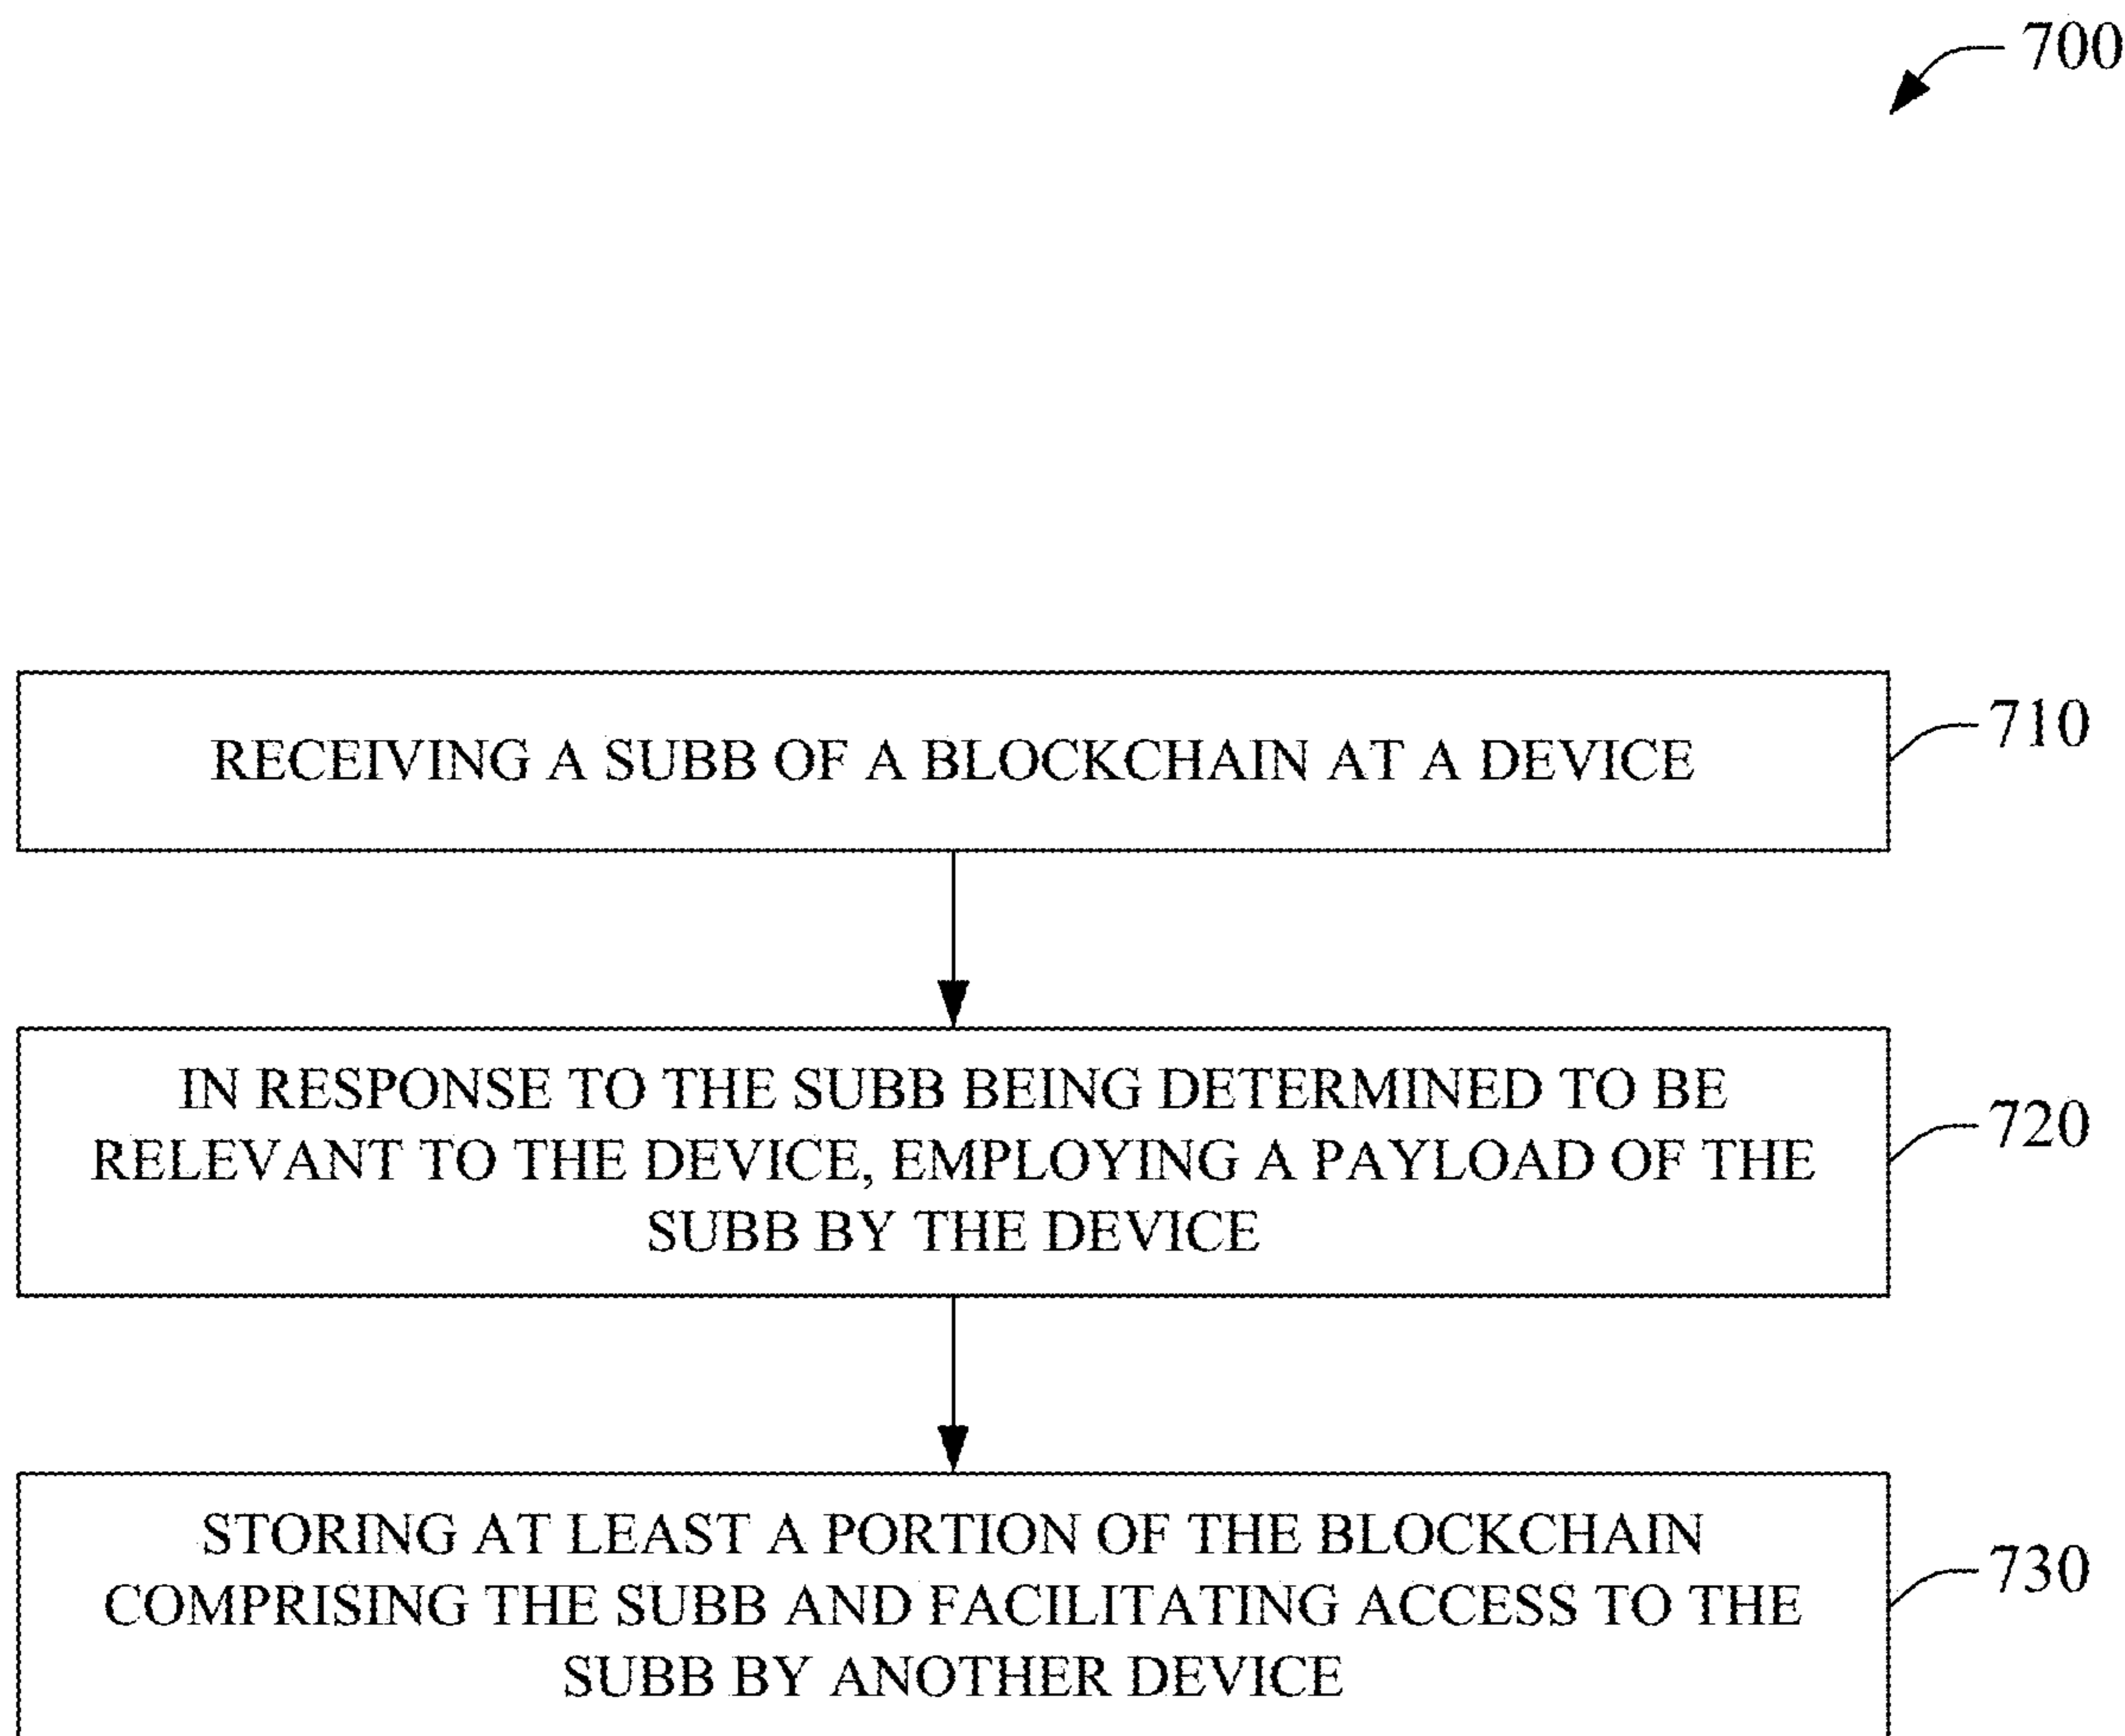 700
RECEIVING A SUBB OF A BLOCKCHAIN AT A DEVICE
710
IN RESPONSE TO THE SUBB BEING DETERMINED TO BE
RELEVANT TO THE DEVICE, EMPLOYING A PAYLOAD OF THE
SUBB BY THE DEVICE
720
STORING AT LEAST A PORTION OF THE BLOCKCHAIN
COMPRISING THE SUBB AND FACILITATING ACCESS TO THE
SUBB BY ANOTHER DEVICE
730